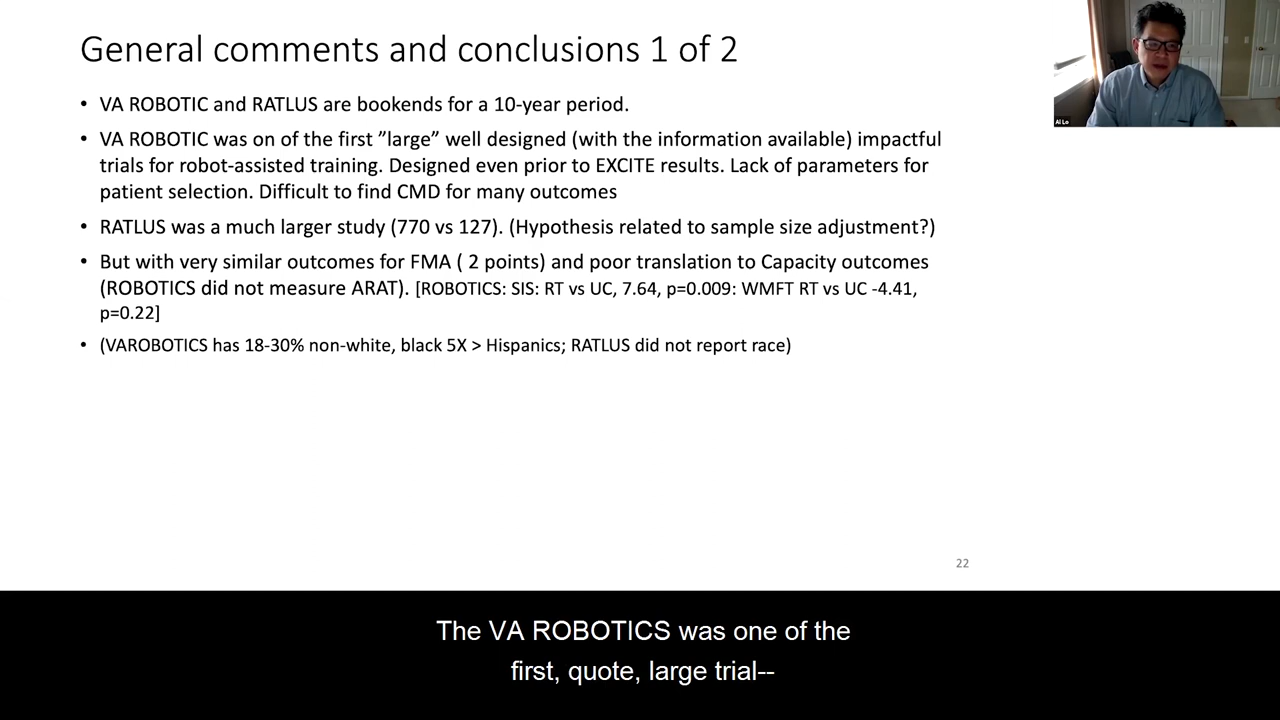 General comments and conclusions 1 of 2
• VA ROBOTIC and RATLUS are bookends for a 10-year period.
• VA ROBOTIC was on of the first ”large” well designed (with the information available) impactful
trials for robot-assisted training. Designed even prior to EXCITE results. Lack of parameters for
patient selection. Difficult to find CMD for many outcomes
• RATLUS was a much larger study (770 vs 127). (Hypothesis related to sample size adjustment?)
• But with very similar outcomes for FMA ( 2 points) and poor translation to Capacity outcomes
(ROBOTICS did not measure ARAT). [ROBOTICS: SIS: RT vs UC, 7.64, p=0.009: WMFT RT vs UC -4.41,
p=0.22]
• (VAROBOTICS has 18-30% non-white, black 5X > Hispanics; RATLUS did not report race)
22
Al Lo
The VA ROBOTICS was one of the
first, quote, large trial--